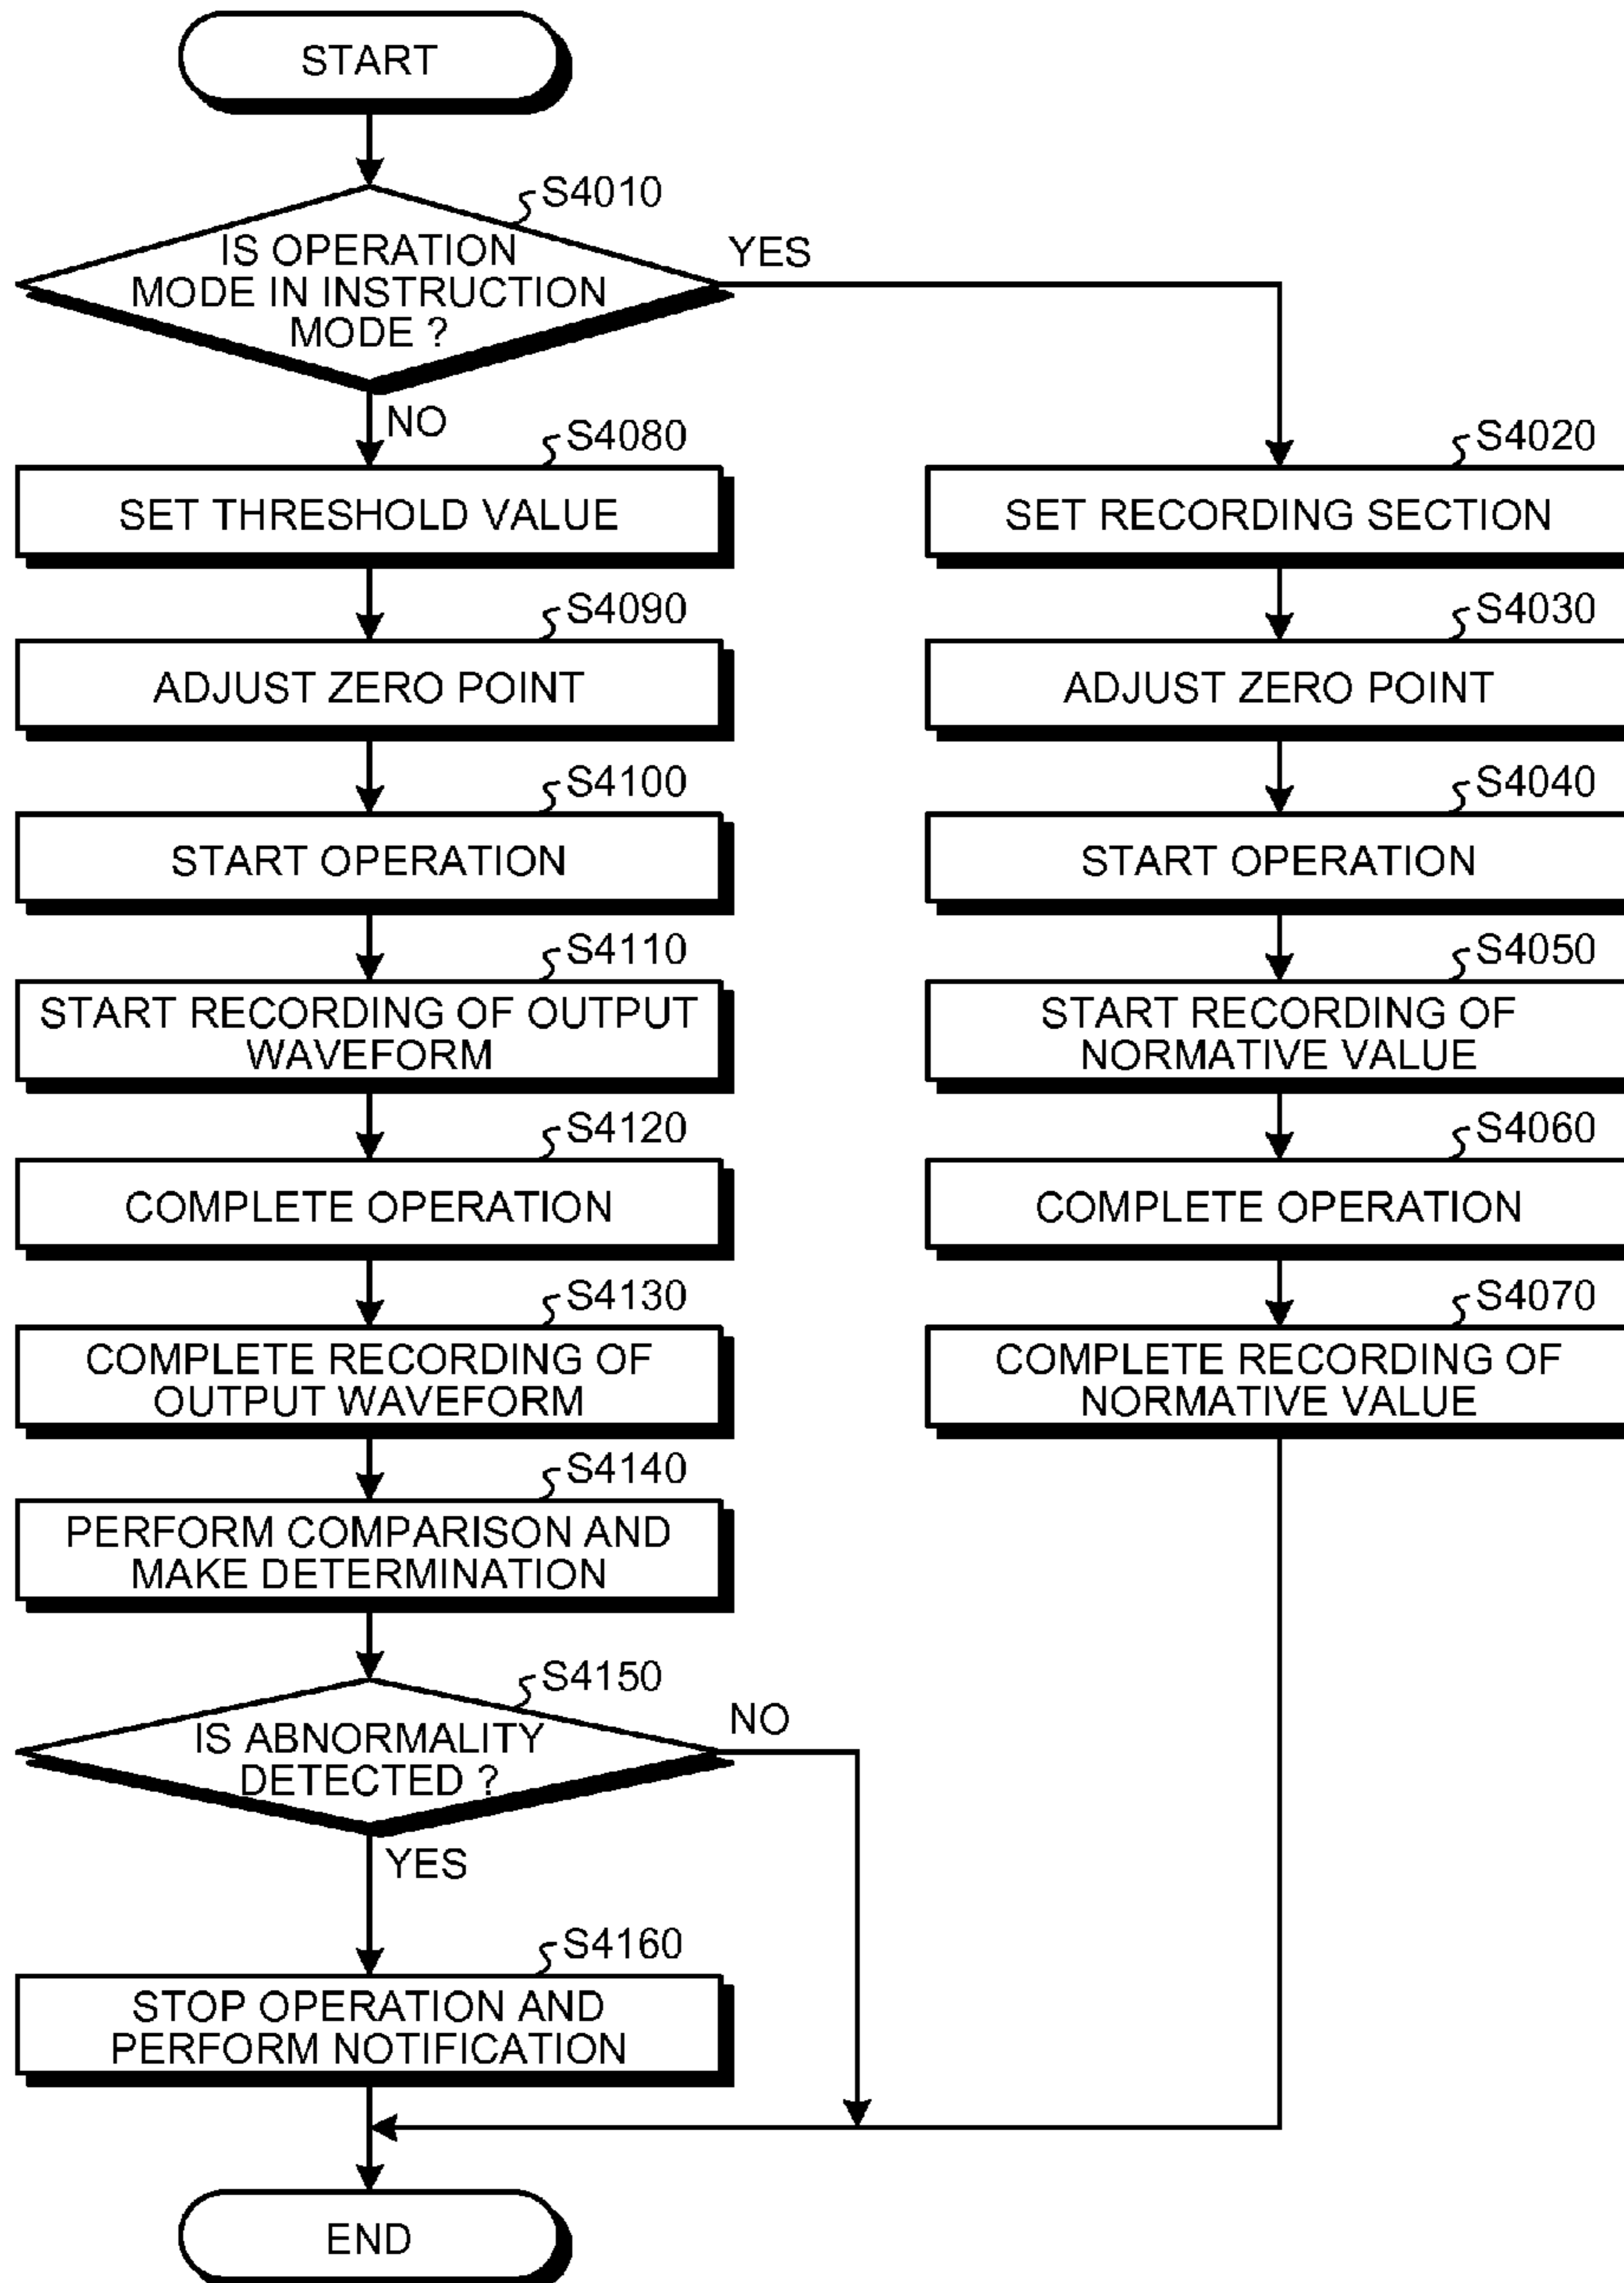 START
S4010
IS OPERATION
MODE IN INSTRUCTION
MODE ?
YES
NO
S4080
SET THRESHOLD VALUE
S4090
ADJUST ZERO POINT
S4100
START OPERATION
S4110
START RECORDING OF OUTPUT
WAVEFORM
S4120
COMPLETE OPERATION
S4130
COMPLETE RECORDING OF
OUTPUT WAVEFORM
S4140
PERFORM COMPARISON AND
MAKE DETERMINATION
S4150
IS ABNORMALITY
DETECTED ?
NO
YES
S4160
STOP OPERATION AND
PERFORM NOTIFICATION
S4020
SET RECORDING SECTION
S4030
ADJUST ZERO POINT
S4040
START OPERATION
S4050
START RECORDING OF
NORMATIVE VALUE
S4060
COMPLETE OPERATION
S4070
COMPLETE RECORDING OF
NORMATIVE VALUE
END